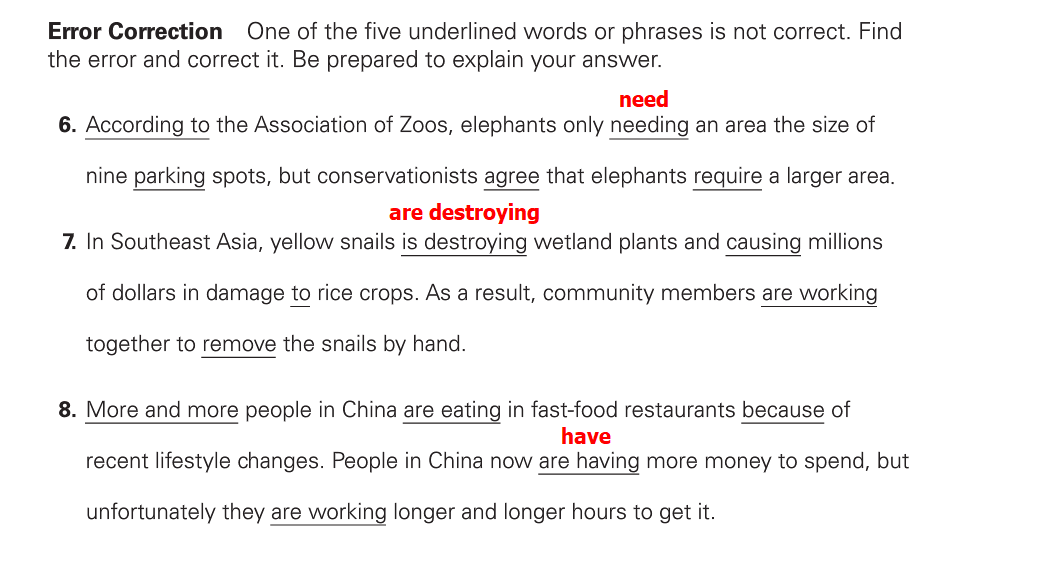 Error Correction One of the five underlined words or phrases is not correct. Find
the error and correct it. Be prepared to explain your answer.
need
6. According to the Association of Zoos, elephants only needing an area the size of
nine parking spots, but conservationists agree that elephants require a larger area.
are destroying
7. In Southeast Asia, yellow snails is destroying wetland plants and causing millions
of dollars in damage to rice crops. As a result, community members are working
together to remove the snails by hand.
8. More and more people in China are eating in fast-food restaurants because of
have
recent lifestyle changes. People in China now are having more money to spend, but
unfortunately they are working longer and longer hours to get it.